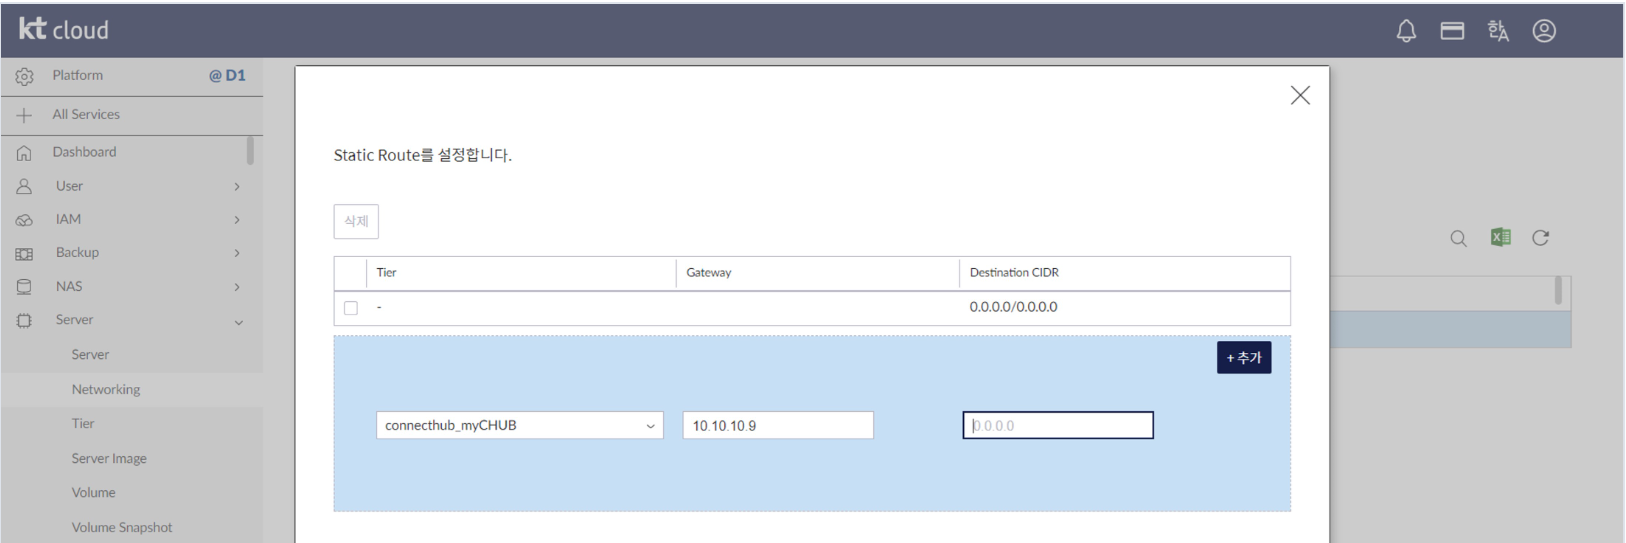 kt cloud
한A
Platform @ D1
All Services
Dashboard
User
IAM
Backup
NAS
Server
Server
Networking
Tier
Server Image
Volume
Volume Snapshot
Static Route를 설정합니다.
삭제
Tier Gateway Destination CIDR
- 0.0.0.0/0.0.0.0
+ 추가
connecthub_myCHUB 10.10.10.9 0.0.0.0